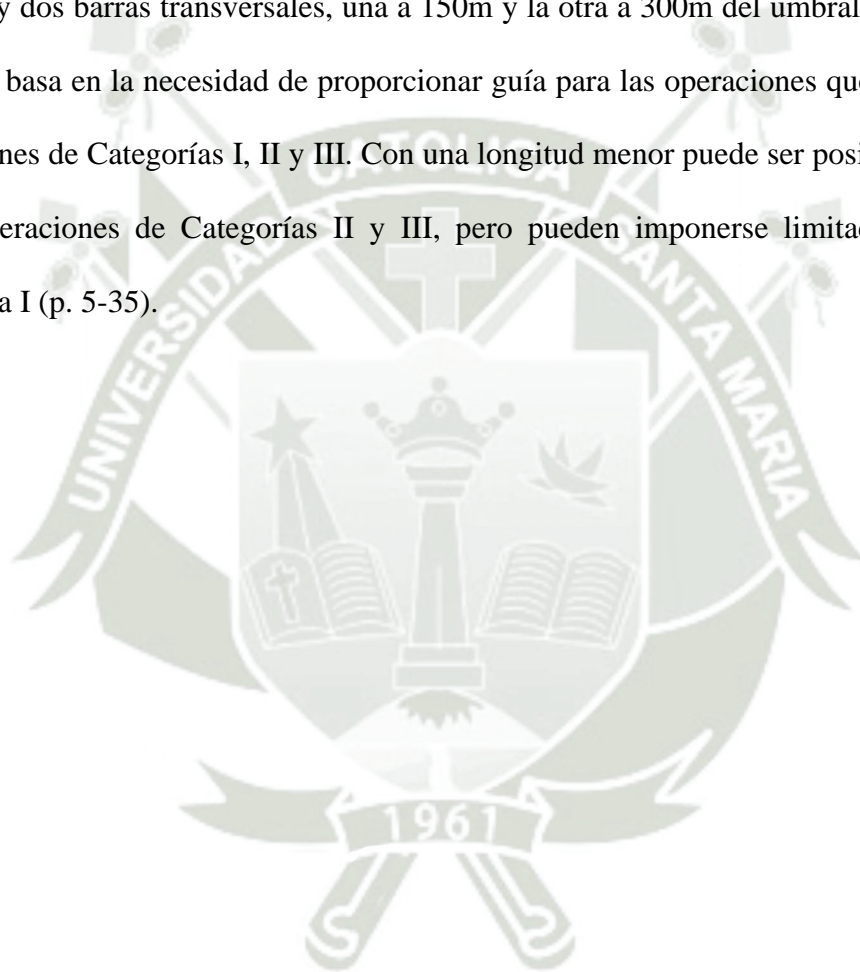 y dos barras transversales, una a 150m y la otra a 300m del umbral
basa en la necesidad de proporcionar guía para las operaciones que
nes de Categorías I, II y III. Con una longitud menor puede ser posi
eraciones de Categorías II y III, pero pueden imponerse limitac
a I (p. 5-35).
UNIVERSIDAD CATOLICA SANTA MARIA
1961